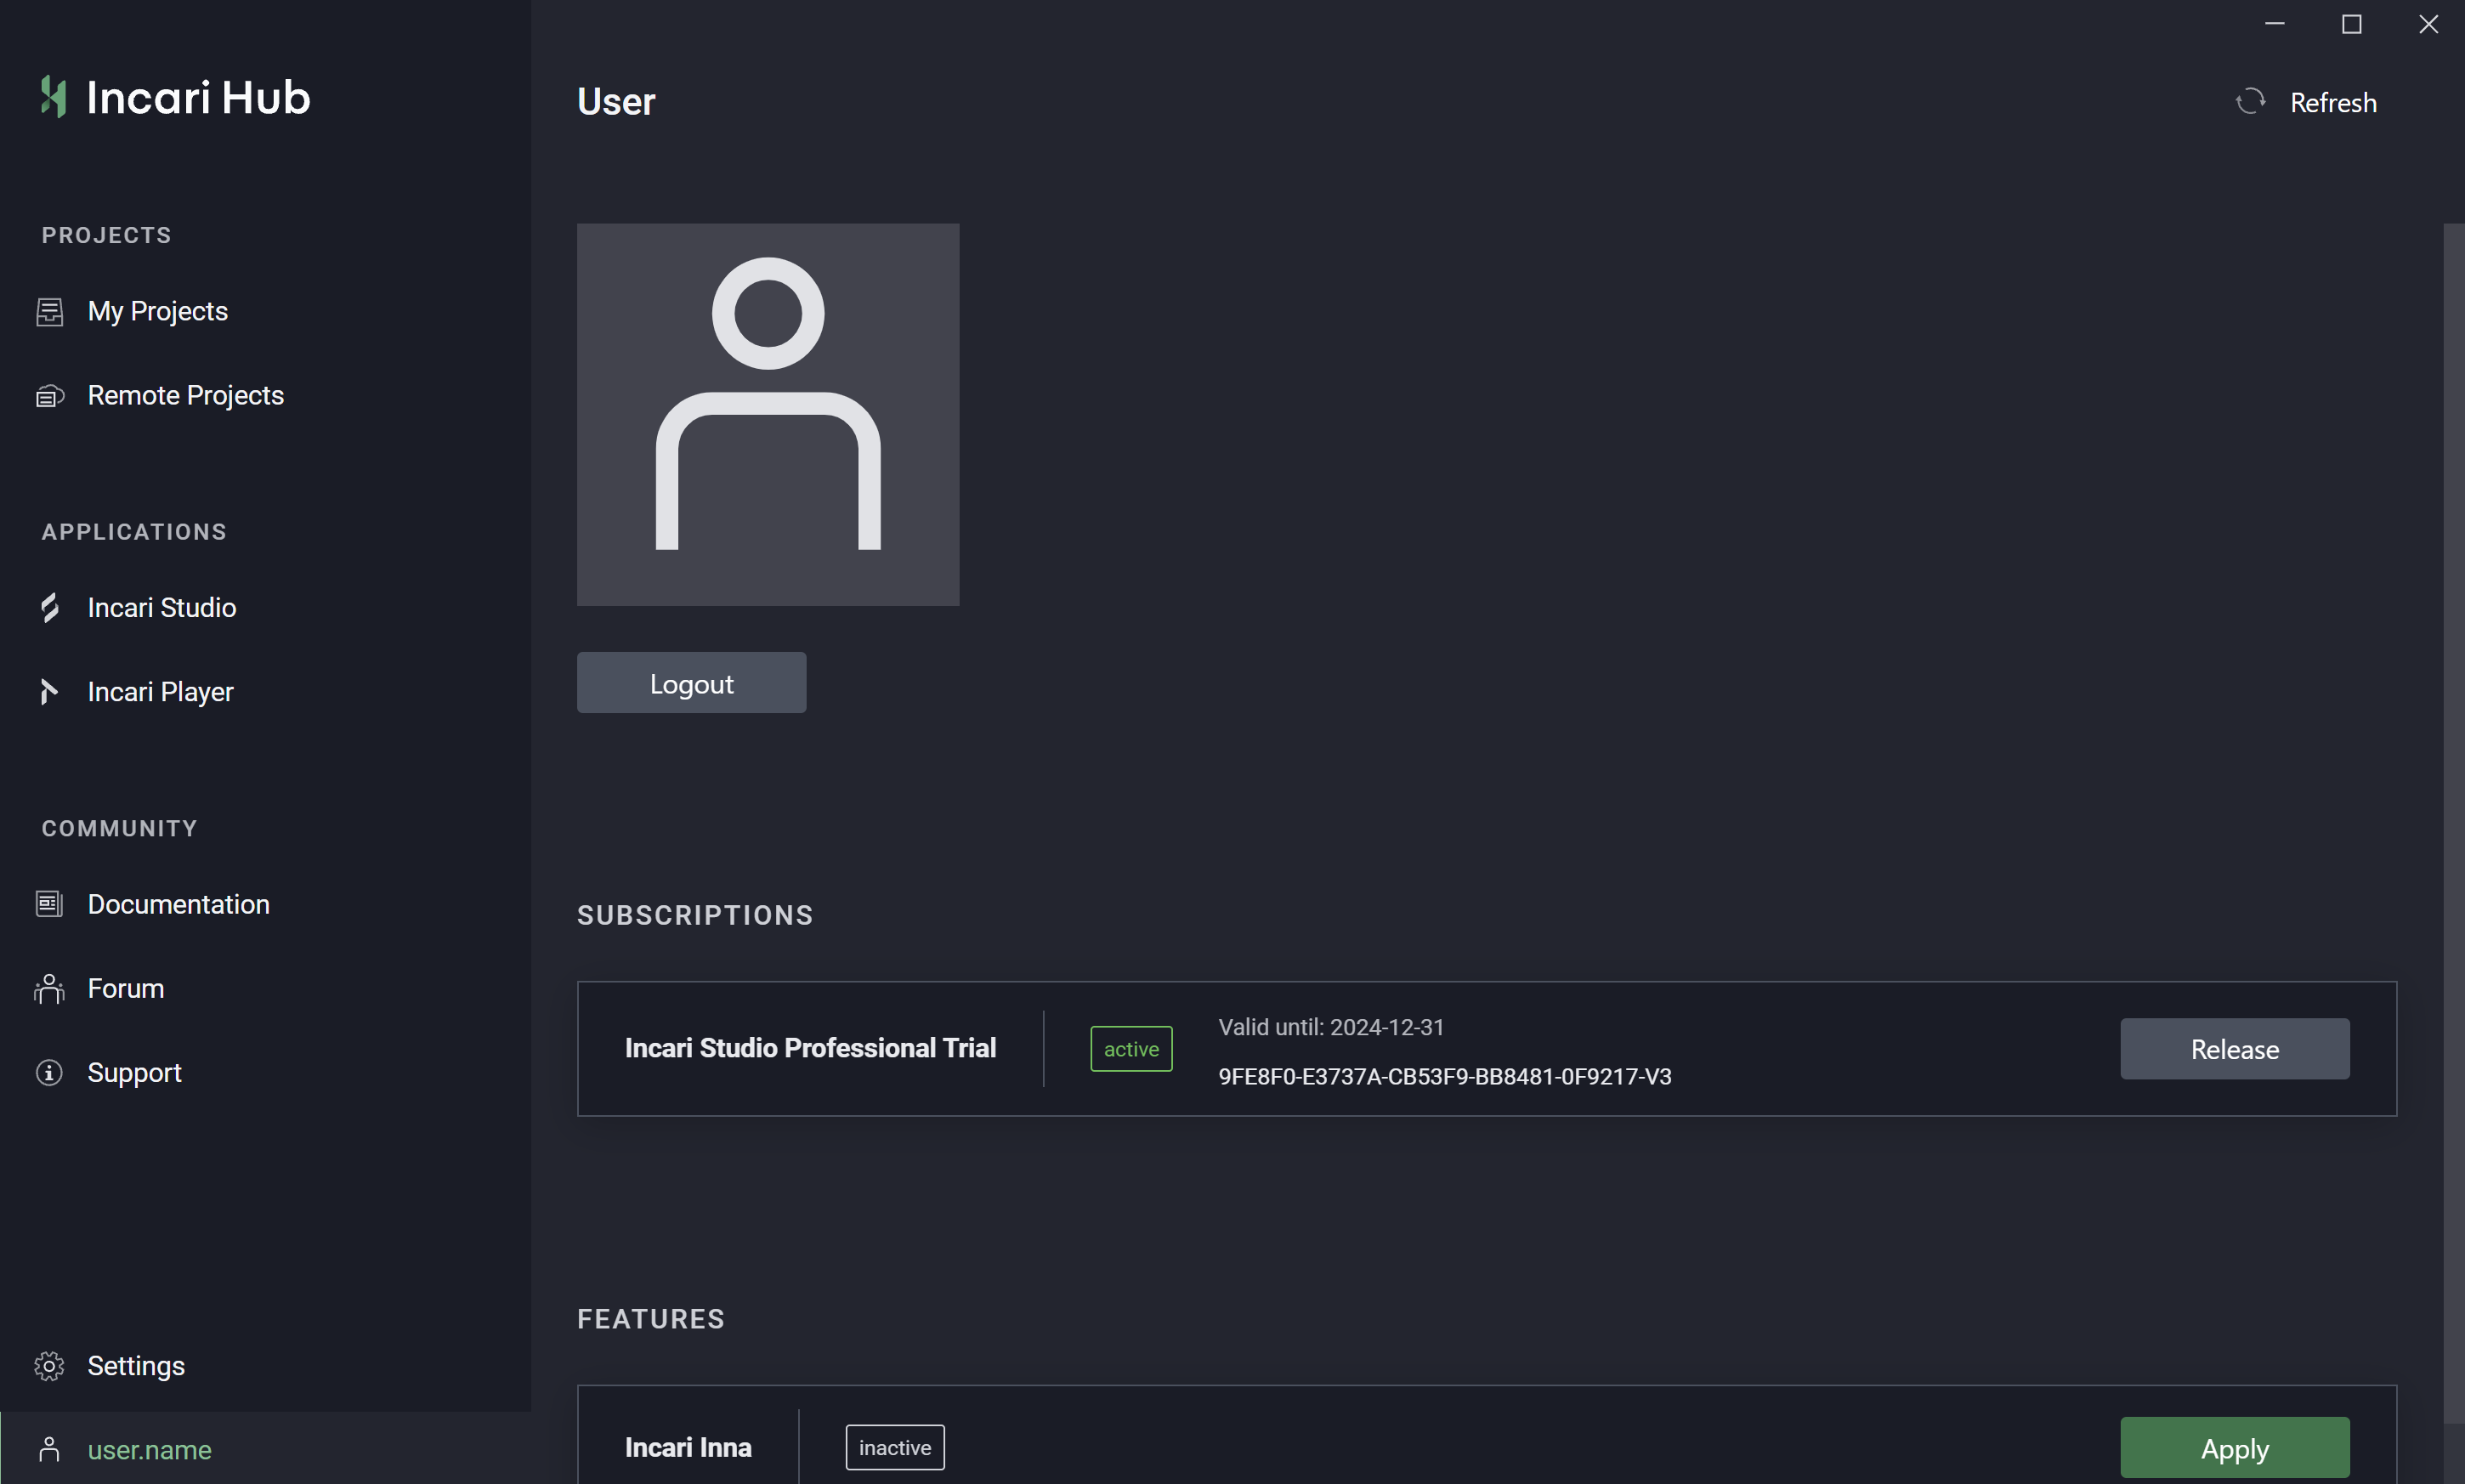 Incari Hub
PROJECTS
My Projects
Remote Projects
APPLICATIONS
Incari Studio
Incari Player
COMMUNITY
Documentation
Forum
Support
Settings
user.name
User
Refresh
Logout
SUBSCRIPTIONS
Incari Studio Professional Trial
active
Valid until: 2024-12-31
9FE8F0-E3737A-CB53F9-BB8481-0F9217-V3
Release
FEATURES
Incari Inna
inactive
Apply